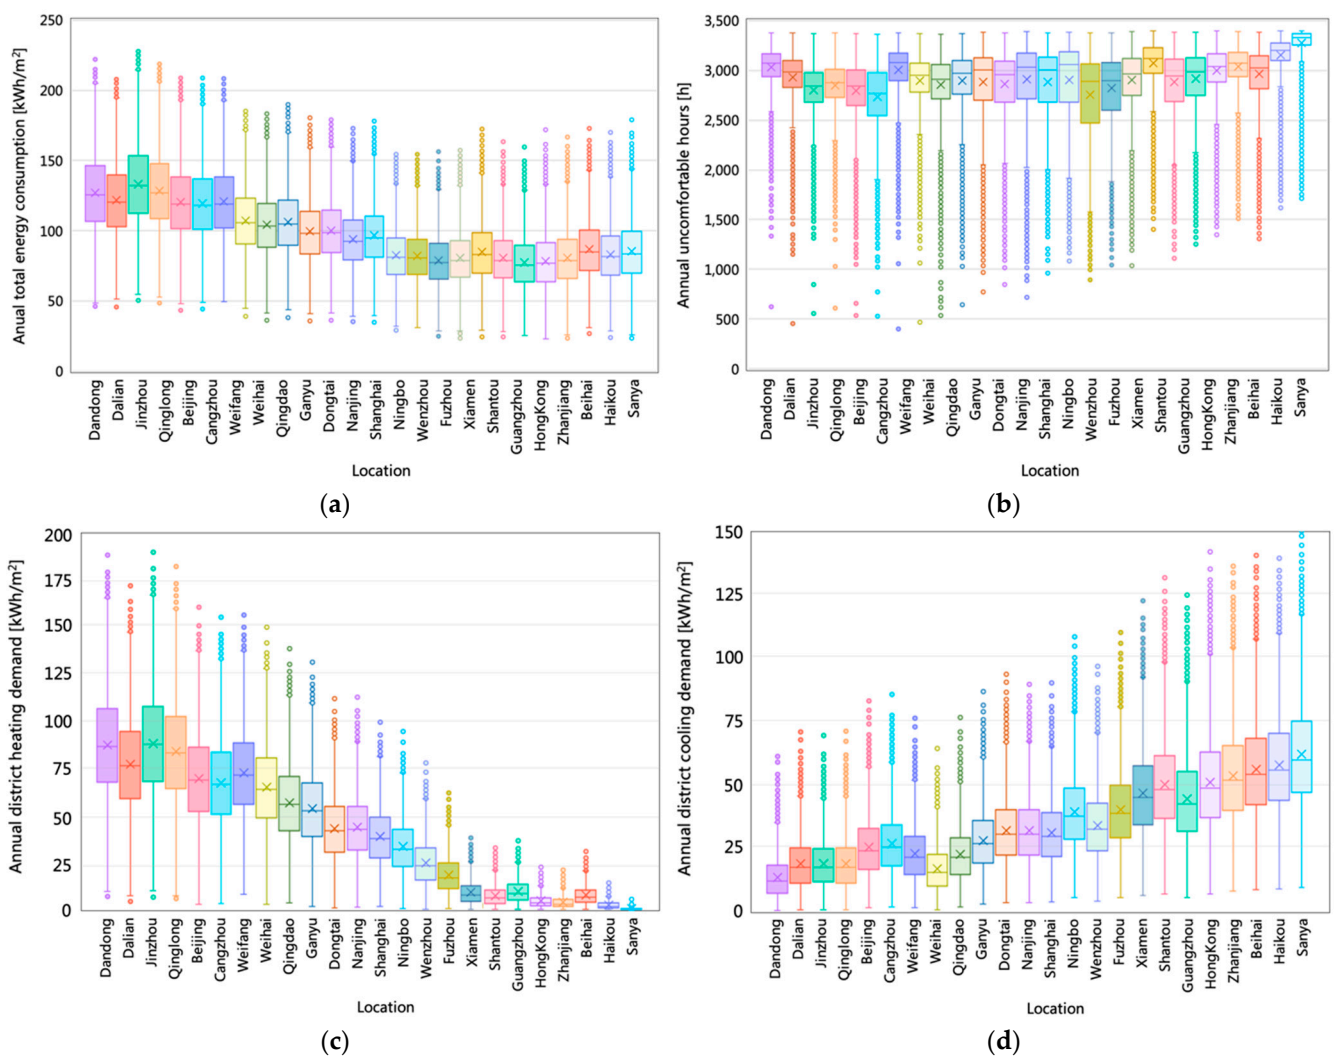 Anual total energy consumption [kWh/m²]
250
200
150
100
50
0
Dandong
Dalian
Jinzhou
Qinglong
Beijing
Cangzhou
Weifang
Weihai
Qingdao
Ganyu
Dongtai
Nanjing
Shanghai
Ningbo
Wenzhou
Fuzhou
Xiamen
Shantou
Guangzhou
HongKong
Zhanjiang
Beihai
Haikou
Sanya
Location
(a)
Annual uncomfortable hours [h]
3,500
3,000
2,500
2,000
1,500
1,000
500
0
Dandong
Dalian
Jinzhou
Qinglong
Beijing
Cangzhou
Weifang
Weihai
Qingdao
Ganyu
Dongtai
Nanjing
Shanghai
Ningbo
Wenzhou
Fuzhou
Xiamen
Shantou
Guangzhou
HongKong
Zhanjiang
Beihai
Haikou
Sanya
Location
(b)
Annual district heating demand [kWh/m²]
200
175
150
125
100
75
50
25
0
Dandong
Dalian
Jinzhou
Qinglong
Beijing
Cangzhou
Weifang
Weihai
Qingdao
Ganyu
Dongtai
Nanjing
Shanghai
Ningbo
Wenzhou
Fuzhou
Xiamen
Shantou
Guangzhou
HongKong
Zhanjiang
Beihai
Haikou
Sanya
Location
(c)
Annual district cooling demand [kWh/m²]
150
125
100
75
50
25
0
Dandong
Dalian
Jinzhou
Qinglong
Beijing
Cangzhou
Weifang
Weihai
Qingdao
Ganyu
Dongtai
Nanjing
Shanghai
Ningbo
Wenzhou
Fuzhou
Xiamen
Shantou
Guangzhou
HongKong
Zhanjiang
Beihai
Haikou
Sanya
Location
(d)